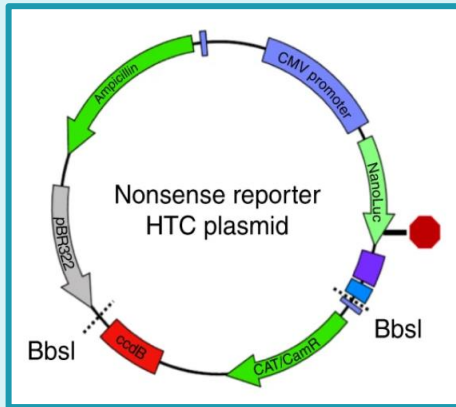 Ampicillin
CMV promoter
NanoLuc
Nonsense reporter
HTC plasmid
pBR322
BbsI
BbsI
ccdB
CAT/CamR